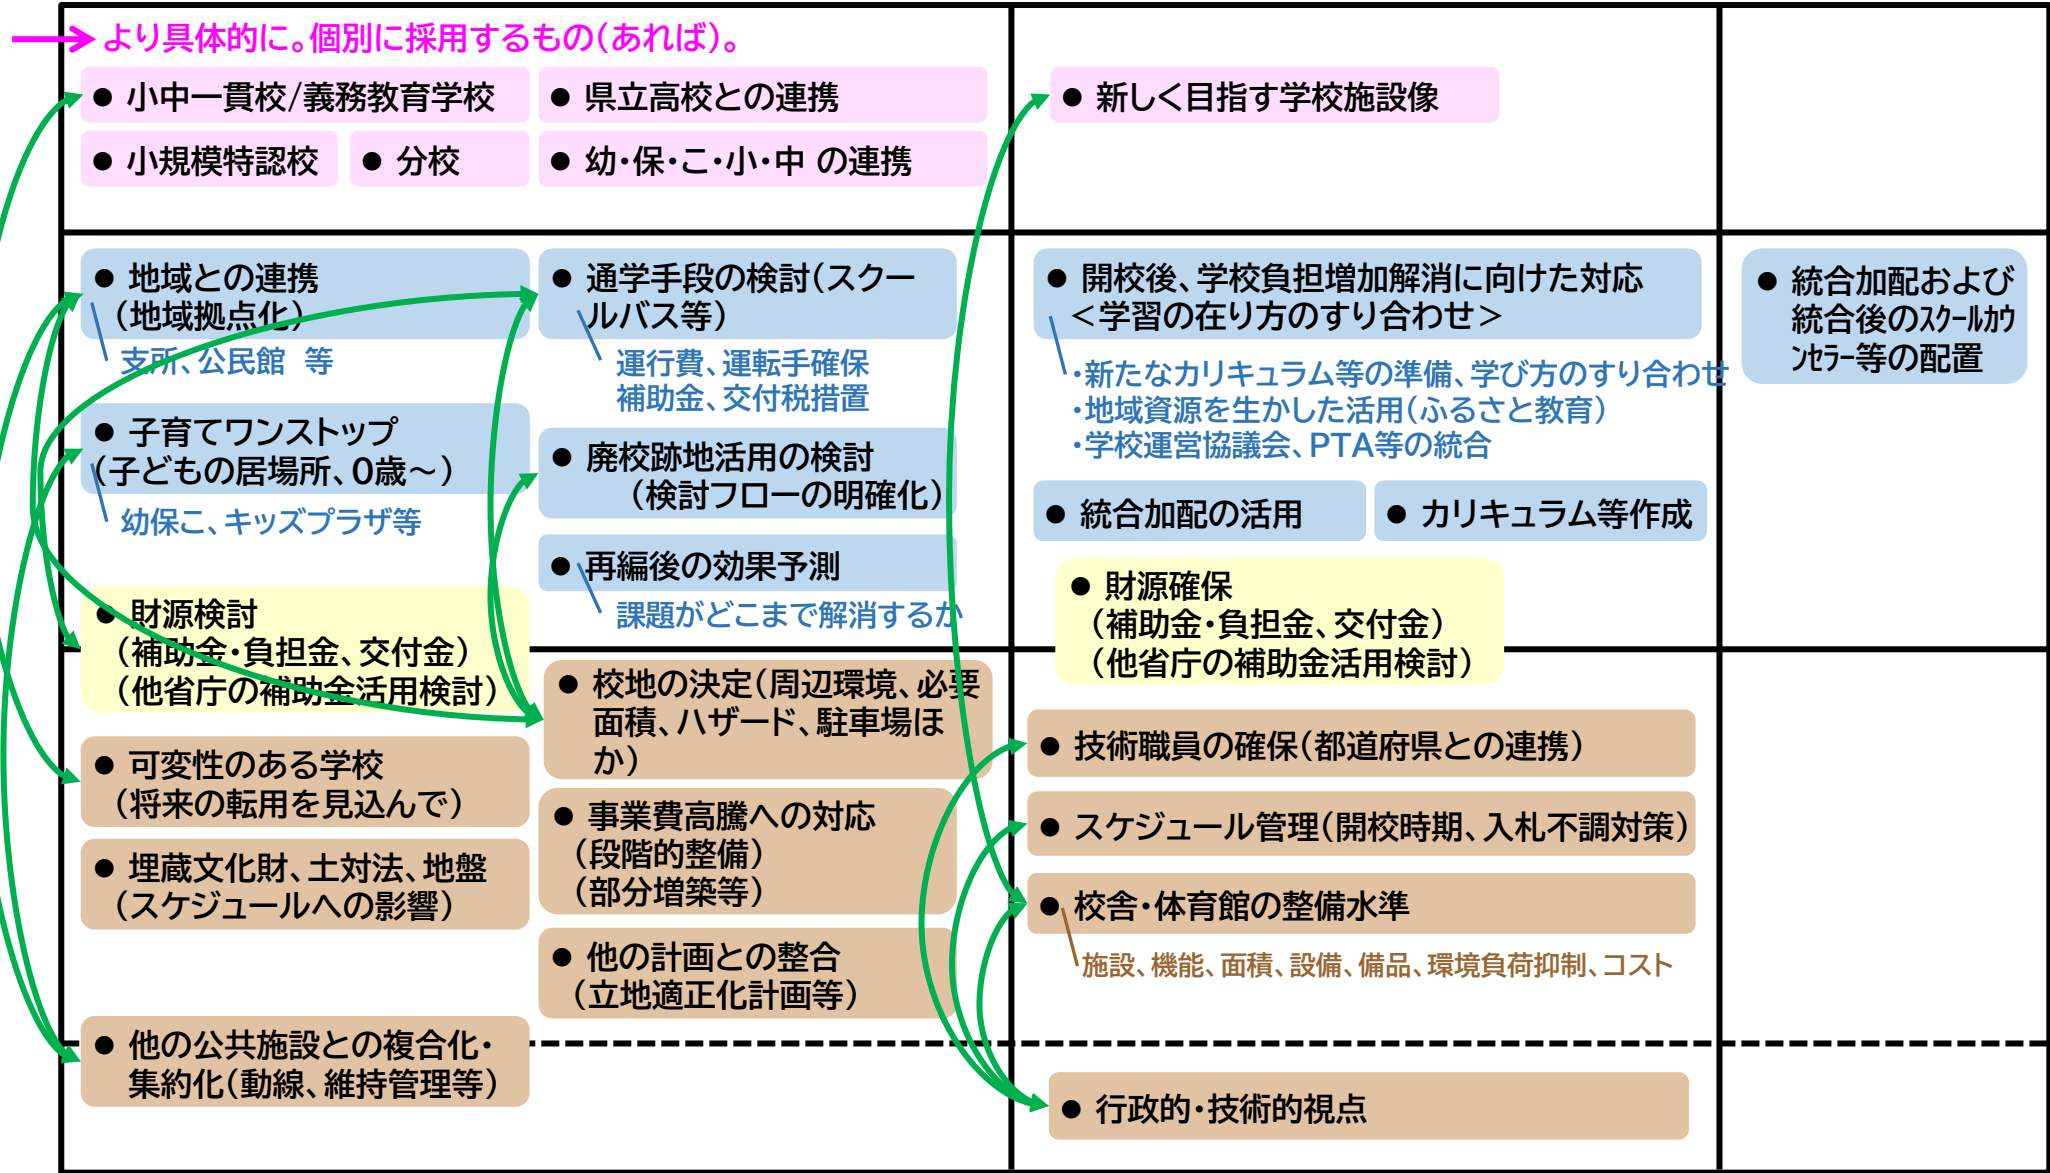 より具体的に。個別に採用するもの(あれば)。
● 小中一貫校/義務教育学校
● 県立高校との連携
● 小規模特認校
● 分校
● 幼・保・こ・小・中 の連携
● 新しく目指す学校施設像
● 地域との連携
(地域拠点化)
支所、公民館 等
● 子育てワンストップ
(子どもの居場所、0歳～)
幼保こ、キッズプラザ等
● 財源検討
(補助金・負担金、交付金)
(他省庁の補助金活用検討)
● 通学手段の検討(スクー
ルバス等)
運行費、運転手確保
補助金、交付税措置
● 廃校跡地活用の検討
(検討フローの明確化)
● 再編後の効果予測
課題がどこまで解消するか
● 開校後、学校負担増加解消に向けた対応
＜学習の在り方のすり合わせ＞
・新たなカリキュラム等の準備、学び方のすり合わせ
・地域資源を生かした活用(ふるさと教育)
・学校運営協議会、PTA等の統合
● 統合加配の活用
● カリキュラム等作成
● 財源確保
(補助金・負担金、交付金)
(他省庁の補助金活用検討)
● 統合加配および
統合後のｽｸｰﾙｶｳ
ﾝｾﾗｰ等の配置
● 可変性のある学校
(将来の転用を見込んで)
● 埋蔵文化財、土対法、地盤
(スケジュールへの影響)
● 他の公共施設との複合化・
集約化(動線、維持管理等)
● 校地の決定(周辺環境、必要
面積、ハザード、駐車場ほ
か)
● 事業費高騰への対応
(段階的整備)
(部分増築等)
● 他の計画との整合
(立地適正化計画等)
● 技術職員の確保(都道府県との連携)
● スケジュール管理(開校時期、入札不調対策)
● 校舎・体育館の整備水準
施設、機能、面積、設備、備品、環境負荷抑制、コスト
● 行政的・技術的視点